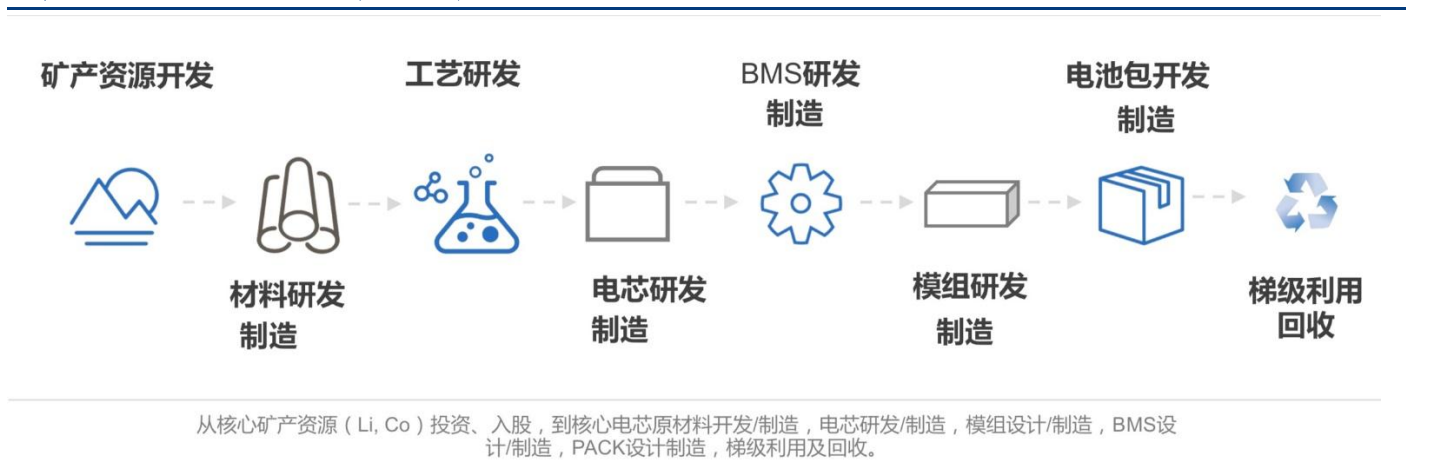 矿产资源开发
材料研发
制造
工艺研发
电芯研发
制造
BMS研发
制造
模组研发
制造
电池包开发
制造
梯级利用
回收
从核心矿产资源（Li, Co）投资、入股，到核心电芯原材料开发/制造，电芯研发/制造，模组设计/制造，BMS设
计/制造，PACK设计制造，梯级利用及回收。